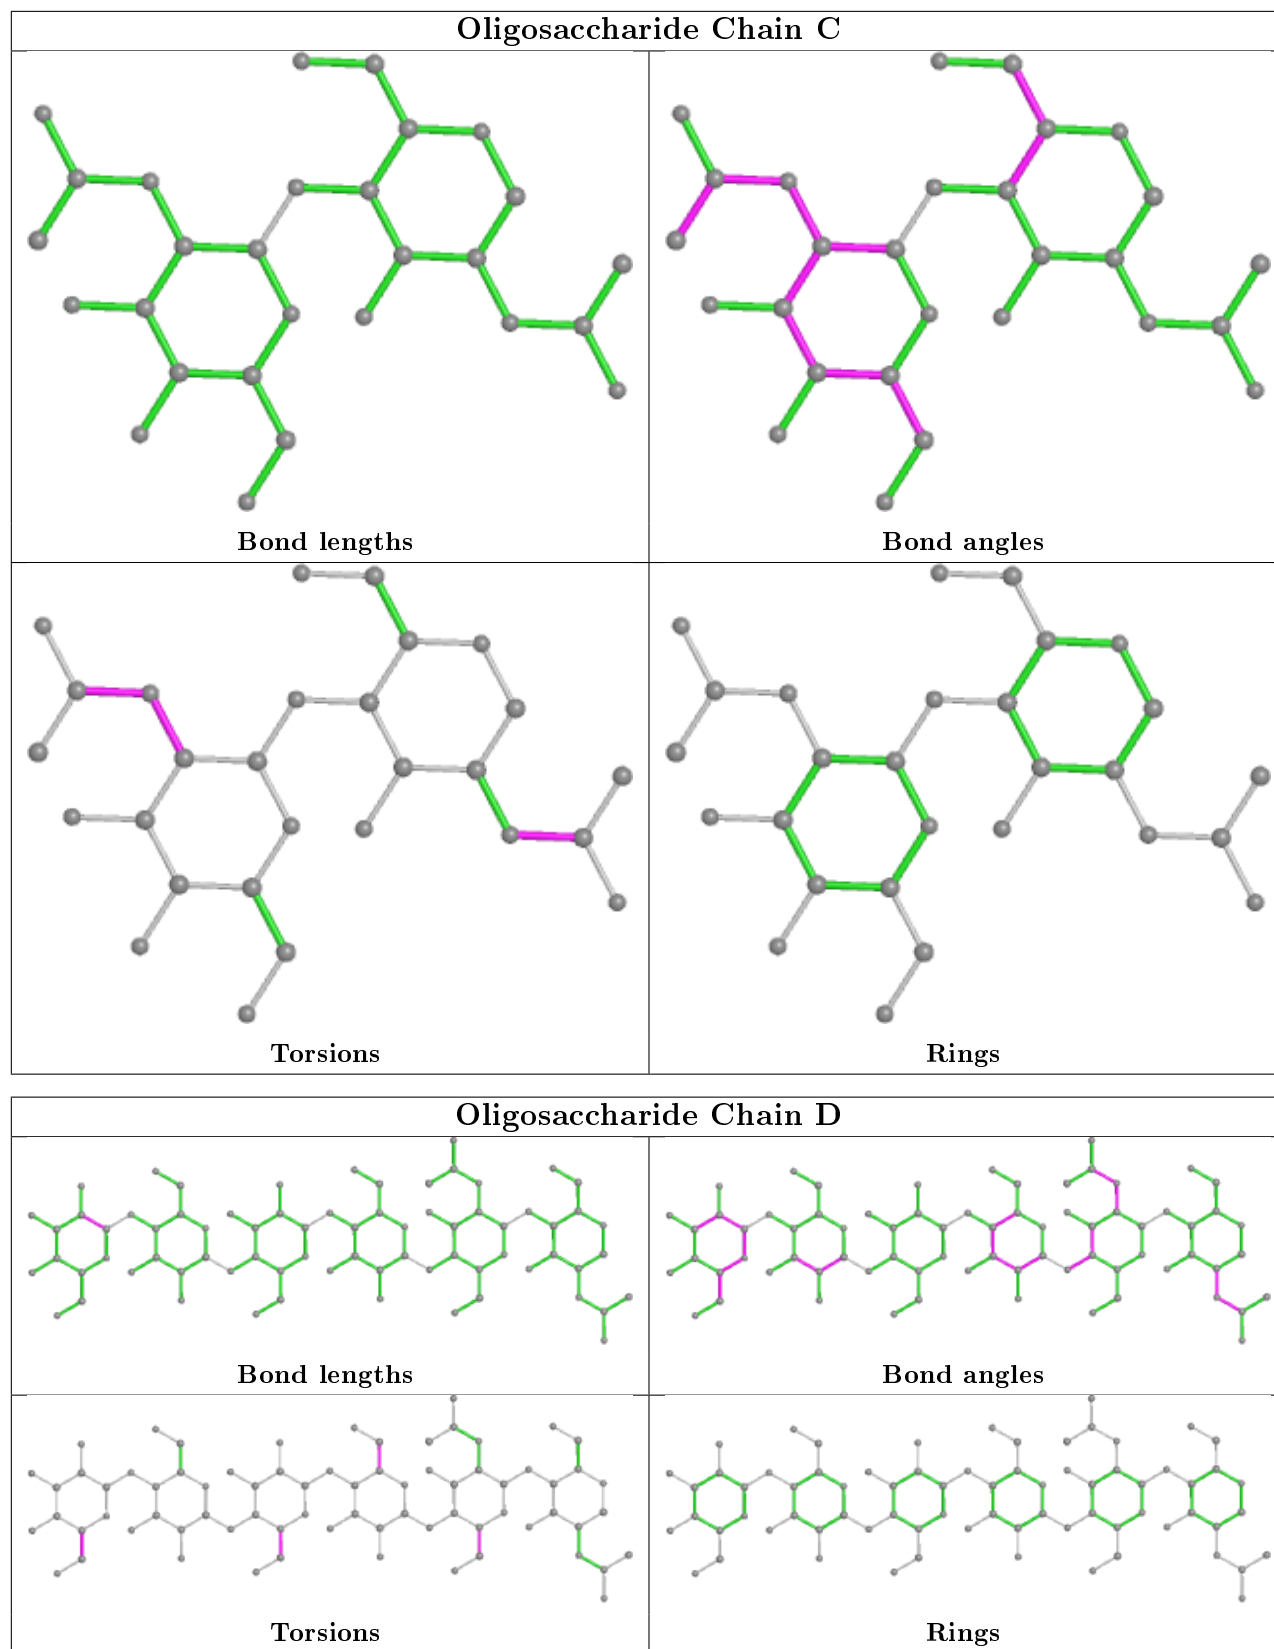 Oligosaccharide Chain C
Bond lengths
Bond angles
Torsions
Rings
Oligosaccharide Chain D
Bond lengths
Bond angles
Torsions
Rings